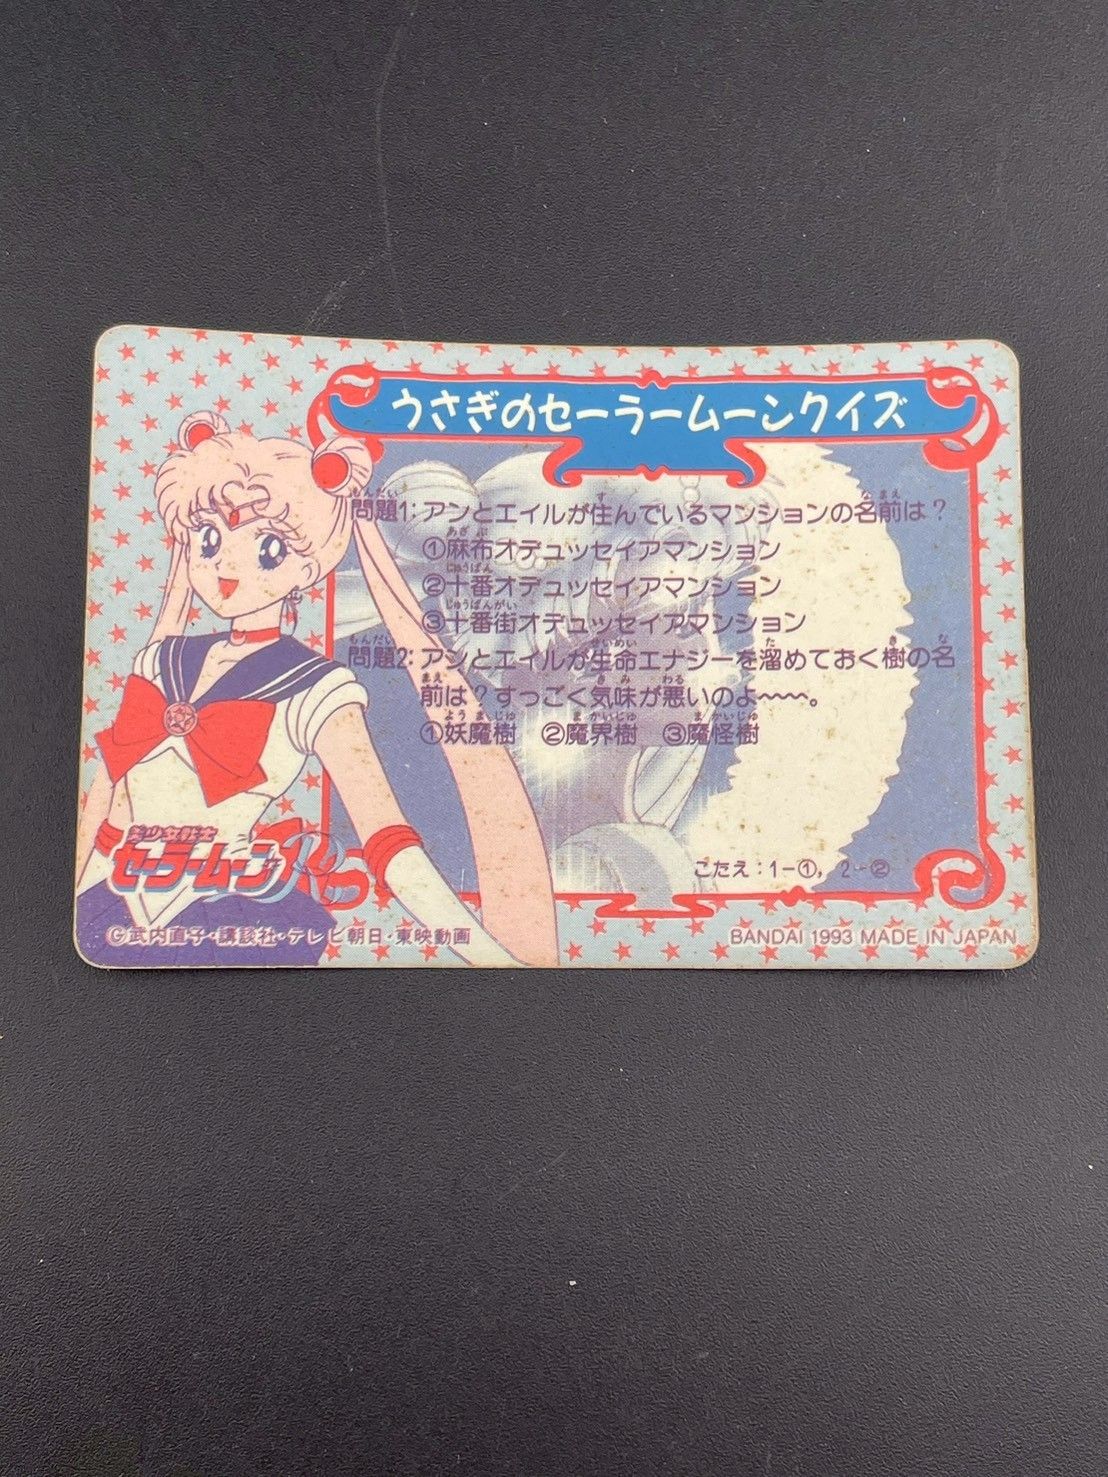 うさぎのセーラームーンクイズ
問題1:アンとエイルが住んでいるマンションの名前は?
①麻布オデュッセイアマンション
②十番オデュッセイアマンション
③十番街オデュッセイアマンション
問題2:アンとエイルが生命エナジーを溜めておく樹の名
前は?すっごく気味が悪いのよ〜〜。
①妖魔樹 ②魔界樹 ③魔怪樹
こたえ:1-①, 2-②
美少女戦士
セーラームーンR
©武内直子・講談社・テレビ朝日・東映動画
BANDAI 1993 MADE IN JAPAN